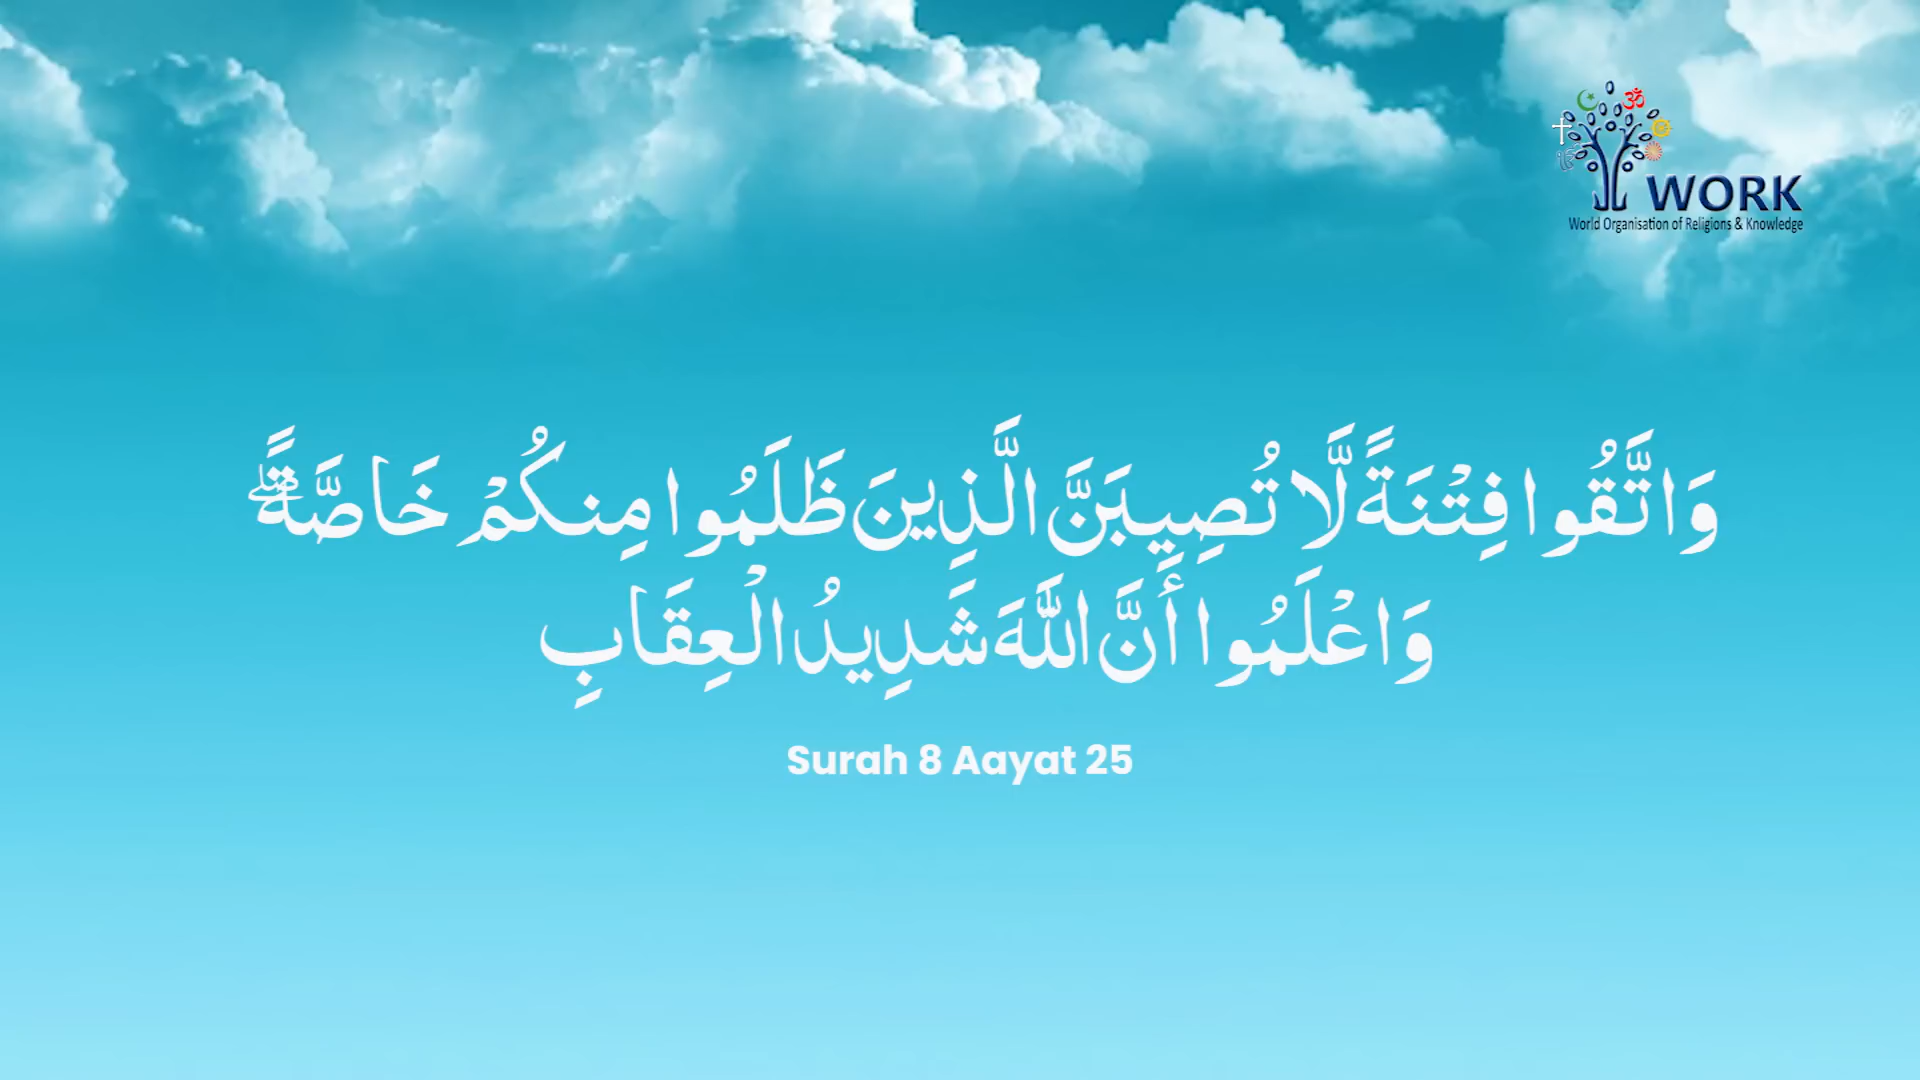 WORK
World Organisation of Religions & Knowledge
وَاتَّقُوا فِتْنَةً لَّا تُصِيبَنَّ الَّذِينَ ظَلَمُوا مِنكُمْ خَاصَّةً ۖ
وَاعْلَمُوا أَنَّ اللَّهَ شَدِيدُ الْعِقَابِ
Surah 8 Aayat 25